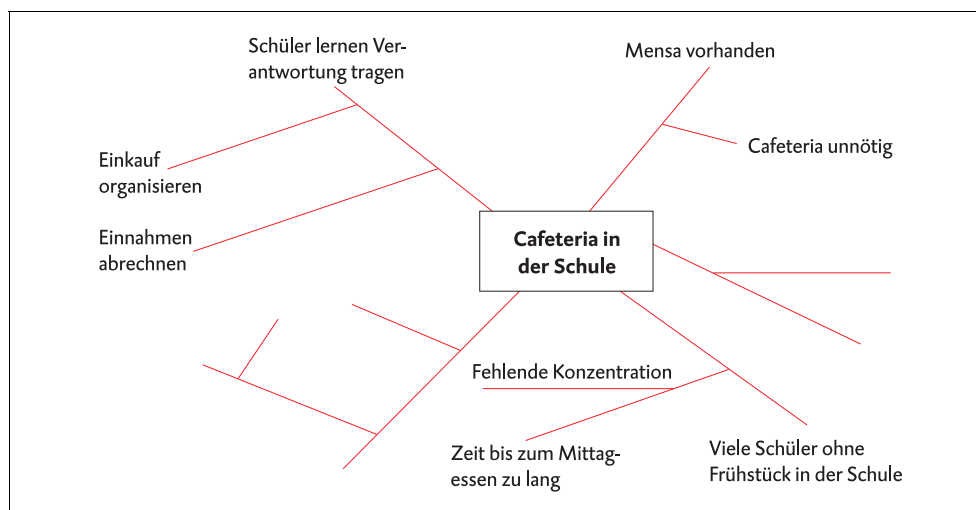 Schüler lernen Ver-
antwortung tragen
Mensa vorhanden
Cafeteria unnötig
Einkauf
organisieren
Einnahmen
abrechnen
Cafeteria in
der Schule
Fehlende Konzentration
Zeit bis zum Mittag-
essen zu lang
Viele Schüler ohne
Frühstück in der Schule